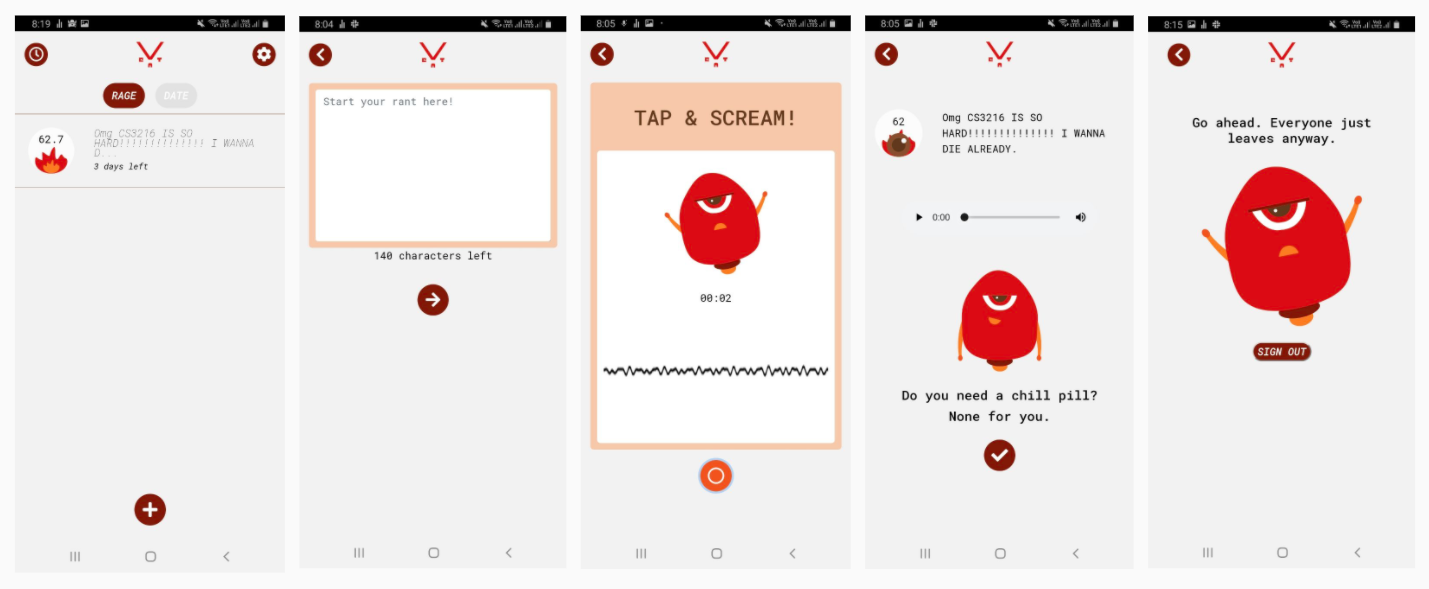 8:19
RAGE
DATE
62.7
Omg CS3216 IS SO
HARD!!!!!!!!!!!!!! I WANNA
D...
3 days left
8:04
Start your rant here!
140 characters left
8:05
TAP & SCREAM!
00:02
8:05
62
Omg CS3216 IS SO
HARD!!!!!!!!!!!!!! I WANNA
DIE ALREADY.
0:00
Do you need a chill pill?
None for you.
8:15
Go ahead. Everyone just
leaves anyway.
SIGN OUT